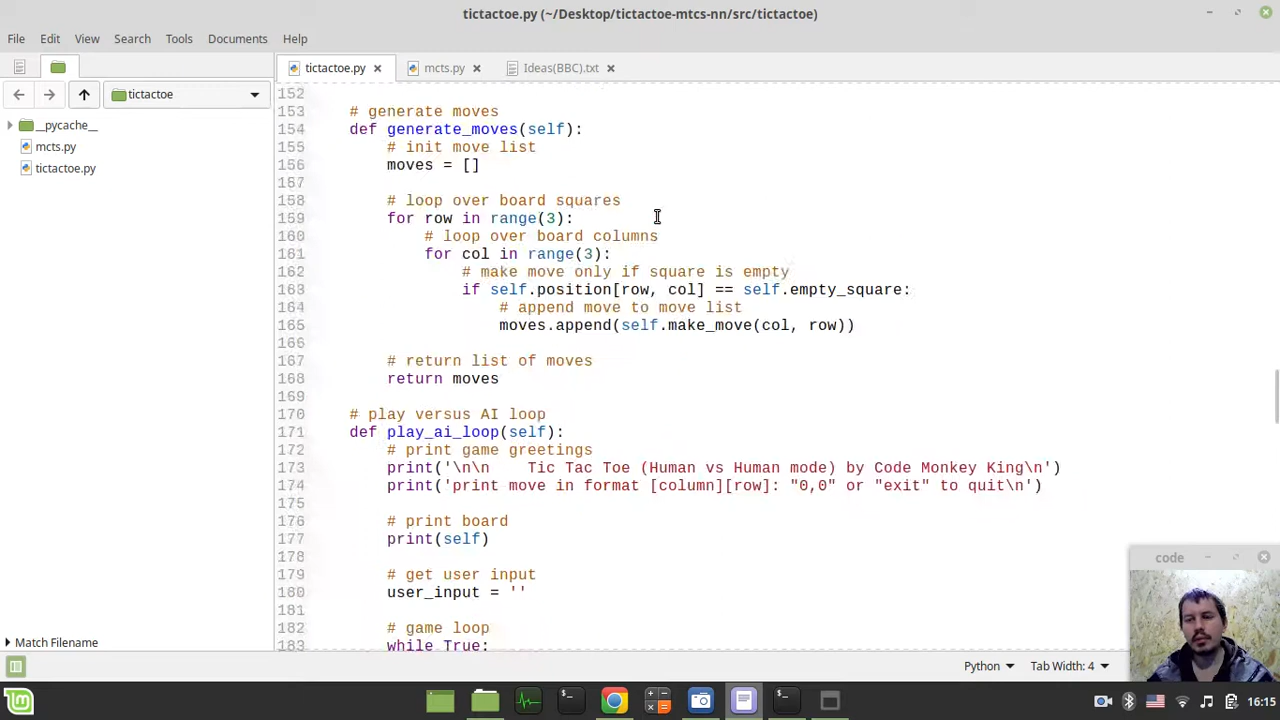 tictactoe.py (~/Desktop/tictactoe-mtcs-nn/src/tictactoe)
File Edit View Search Tools Documents Help
tictactoe.py mcts.py Ideas(BBC).txt
tictactoe
__pycache__
mcts.py
tictactoe.py
152
153 # generate moves
154 def generate_moves(self):
155 # init move list
156 moves = []
157
158 # loop over board squares
159 for row in range(3):
160 # loop over board columns
161 for col in range(3):
162 # make move only if square is empty
163 if self.position[row, col] == self.empty_square:
164 # append move to move list
165 moves.append(self.make_move(col, row))
166
167 # return list of moves
168 return moves
169
170 # play versus AI loop
171 def play_ai_loop(self):
172 # print game greetings
173 print('\n\n    Tic Tac Toe (Human vs Human mode) by Code Monkey King\n')
174 print('print move in format [column][row]: "0,0" or "exit" to quit\n')
175
176 # print board
177 print(self)
178
179 # get user input
180 user_input = ''
181
182 # game loop
183 while True:
code
Match Filename
Python Tab Width: 4
16:15